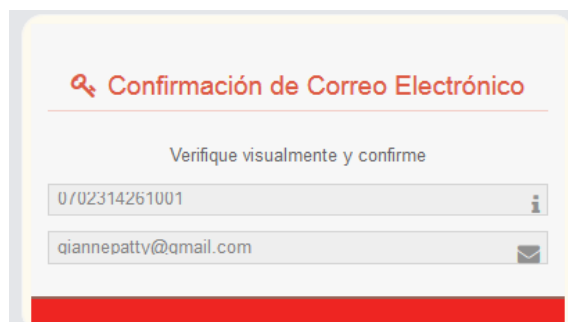 Confirmación de Correo Electrónico
Verifique visualmente y confirme
0702314261001
giannepatty@gmail.com